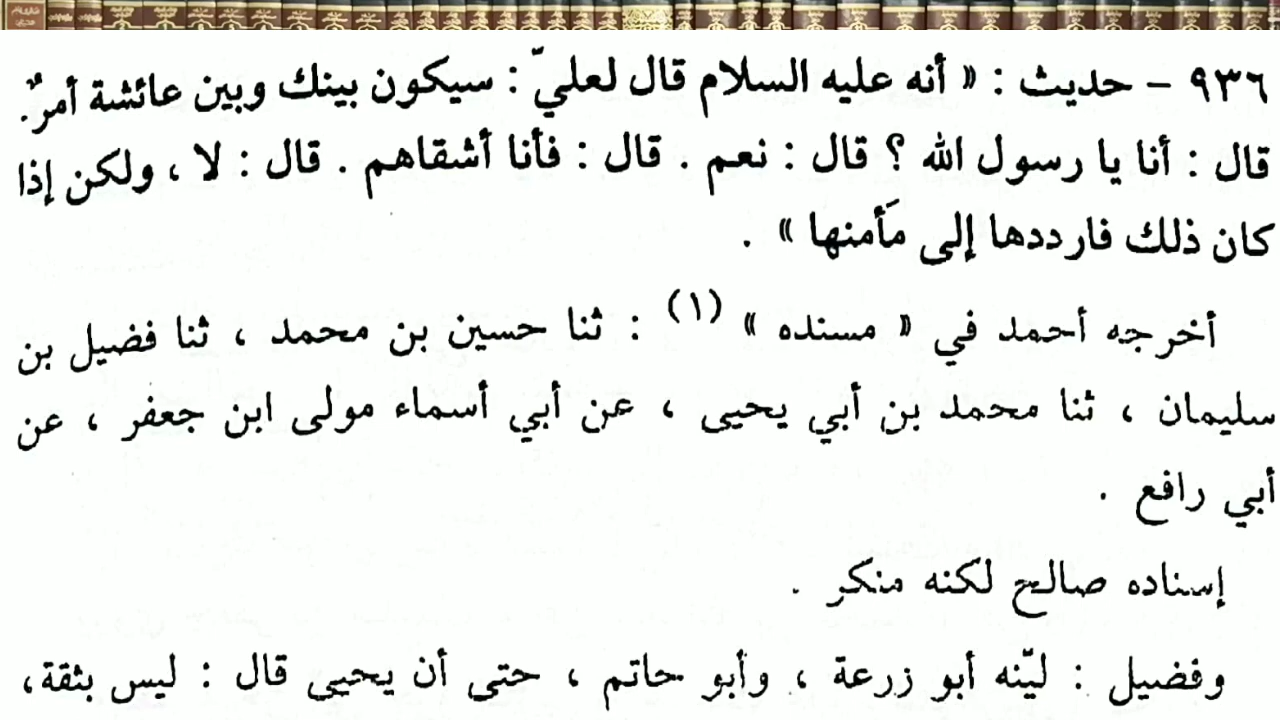 ٩٣٦ – حديث : « أنه عليه السلام قال لعليّ : سيكون بينك وبين عائشة أمرٌ.
قال : أنا يا رسول الله ؟ قال : نعم . قال : فأنا أشقاهم . قال : لا ، ولكن إذا
كان ذلك فارددها إلى مَأمنها » .
أخرجه أحمد في « مسنده » (١) : ثنا حسين بن محمد ، ثنا فضيل بن
سليمان ، ثنا محمد بن أبي يحيى ، عن أبي أسماء مولى ابن جعفر ، عن
أبي رافع .
إسناده صالح لكنه منكر .
وفضيل : ليّنه أبو زرعة ، وأبو حاتم ، حتى أن يحيى قال : ليس بثقة،